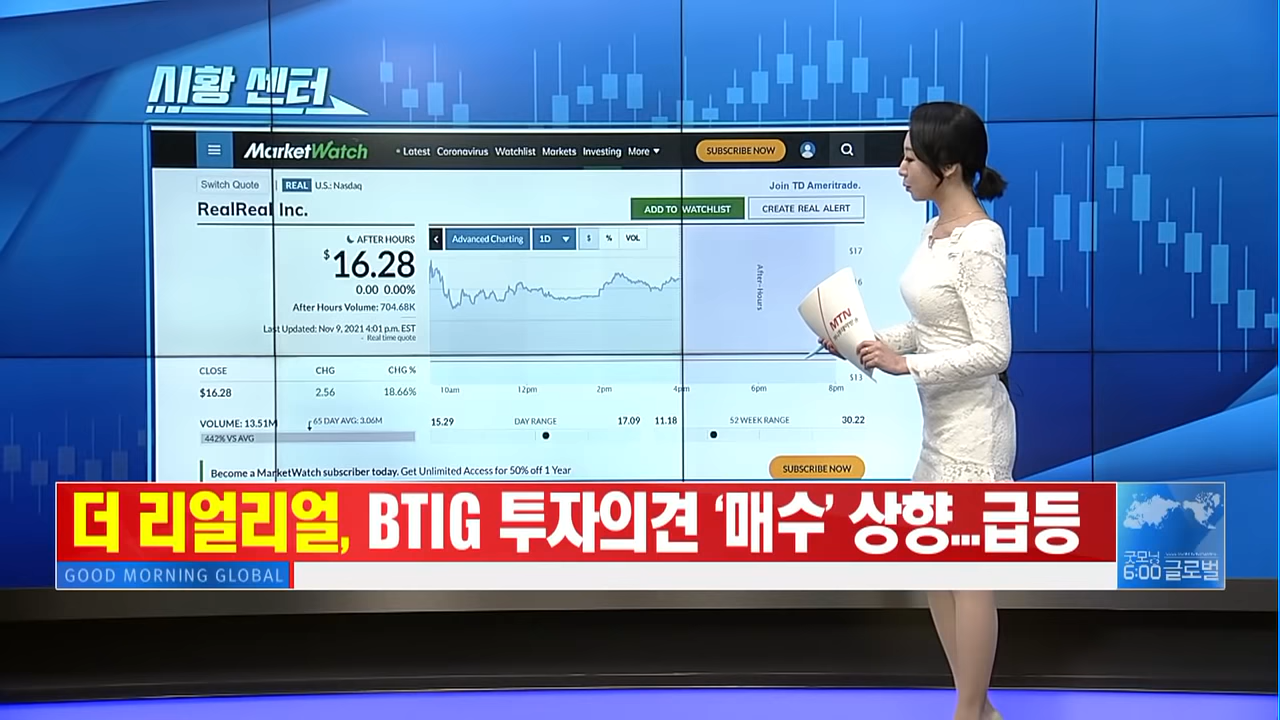 시황 센터
MarketWatch
Latest Coronavirus Watchlist Markets Investing More
SUBSCRIBE NOW
Switch Quote | REAL U.S.: Nasdaq
Join TD Ameritrade.
RealReal Inc.
ADD TO WATCHLIST
CREATE REAL ALERT
AFTER HOURS
$16.28
0.00 0.00%
After Hours Volume: 704.68K
Last Updated: Nov 9, 2021 4:01 p.m. EST
Real time quote
Advanced Charting 1D $ % VOL
After-Hours
$17
$13
10am 12pm 2pm 4pm 6pm 8pm
CLOSE CHG CHG %
$16.28 2.56 18.66%
VOLUME: 13.51M 65 DAY AVG: 3.06M
442% VS AVG
15.29 DAY RANGE 17.09
11.18 52 WEEK RANGE 30.22
Become a MarketWatch subscriber today. Get Unlimited Access for 50% off 1 Year
SUBSCRIBE NOW
MTN
더 리얼리얼, BTIG 투자의견 ‘매수’ 상향...급등
GOOD MORNING GLOBAL
굿모닝
6:00 글로벌